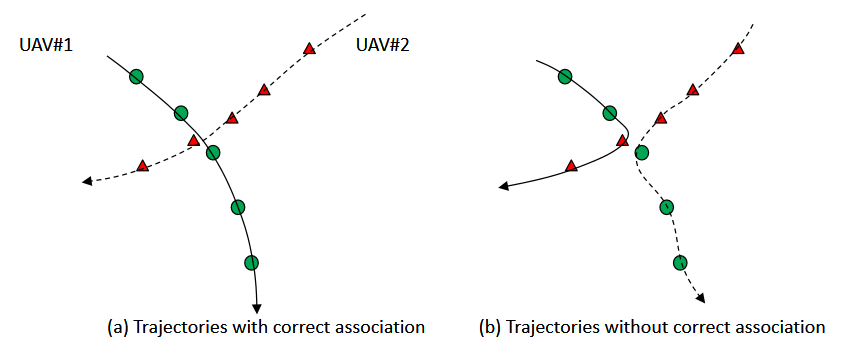 UAV#1
UAV#2
(a) Trajectories with correct association
(b) Trajectories without correct association